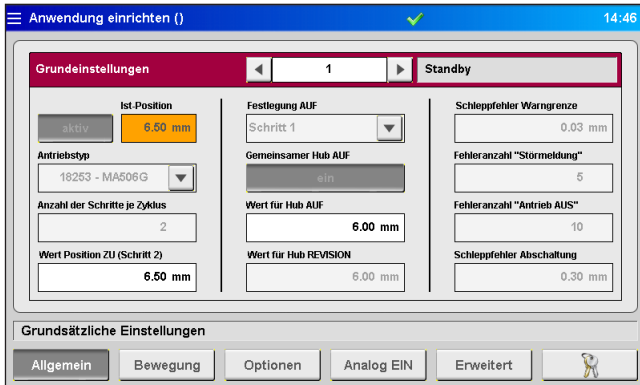 Anwendung einrichten () 14:46
Grundeinstellungen 1 Standby
Ist-Position
aktiv 6.50 mm
Antriebstyp
18253 - MA506G
Anzahl der Schritte je Zyklus
2
Wert Position ZU (Schritt 2)
6.50 mm
Festlegung AUF
Schritt 1
Gemeinsamer Hub AUF
ein
Wert für Hub AUF
6.00 mm
Wert für Hub REVISION
6.00 mm
Schleppfehler Warngrenze
0.03 mm
Fehleranzahl "Störmeldung"
5
Fehleranzahl "Antrieb AUS"
10
Schleppfehler Abschaltung
0.30 mm
Grundsätzliche Einstellungen
Allgemein Bewegung Optionen Analog EIN Erweitert